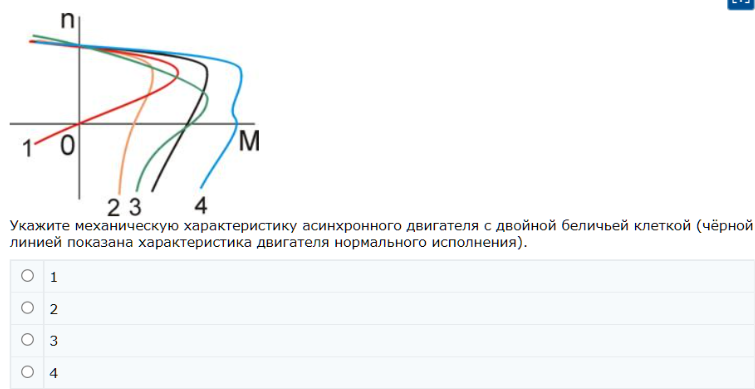 n
M
1
0
2 3
4
Укажите механическую характеристику асинхронного двигателя с двойной беличьей клеткой (чёрной
линией показана характеристика двигателя нормального исполнения).
1
2
3
4